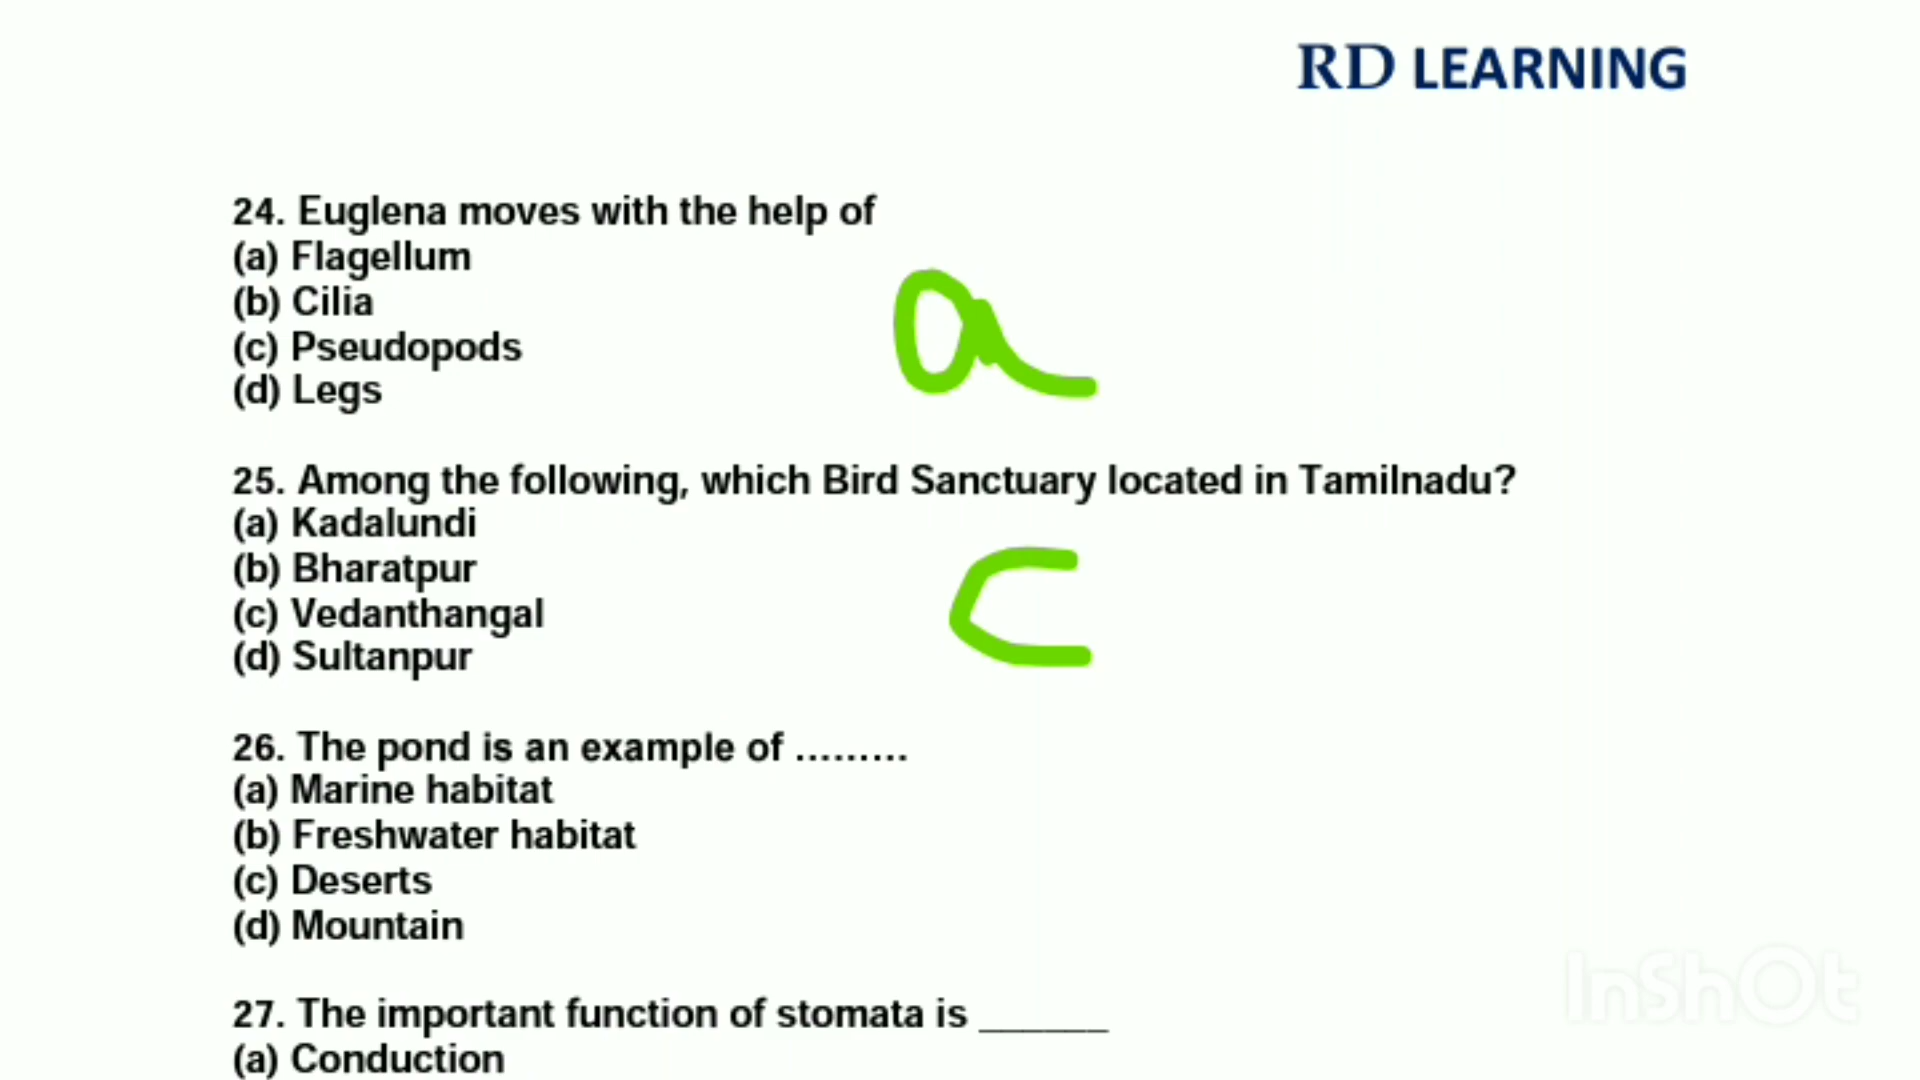 RD LEARNING
24. Euglena moves with the help of
(a) Flagellum
(b) Cilia
(c) Pseudopods
(d) Legs
a
25. Among the following, which Bird Sanctuary located in Tamilnadu?
(a) Kadalundi
(b) Bharatpur
(c) Vedanthangal
(d) Sultanpur
c
26. The pond is an example of .........
(a) Marine habitat
(b) Freshwater habitat
(c) Deserts
(d) Mountain
27. The important function of stomata is ______
(a) Conduction
InShOt